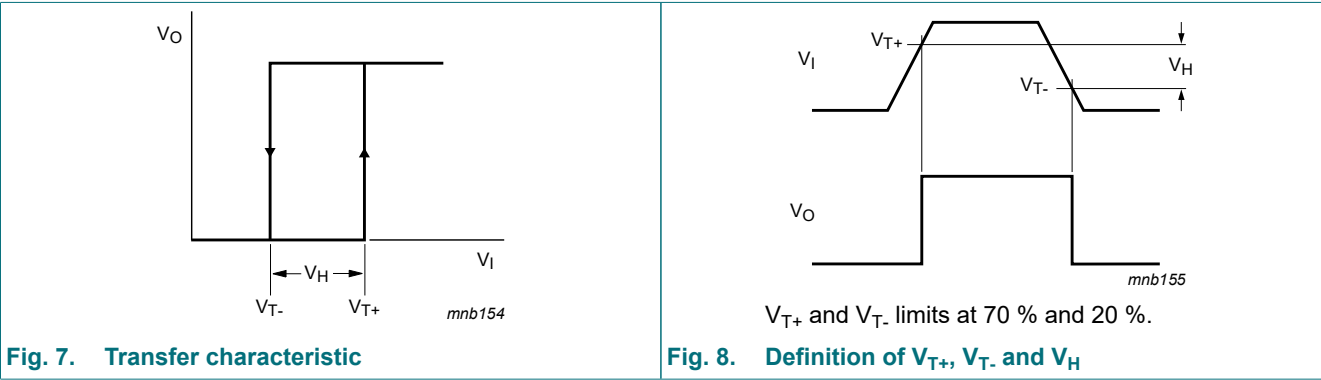 VO
VI
VH
VT-
VT+
mnb154
Fig. 7. Transfer characteristic
VT+
VI
VH
VT-
VO
mnb155
VT+ and VT- limits at 70 % and 20 %.
Fig. 8. Definition of VT+, VT- and VH